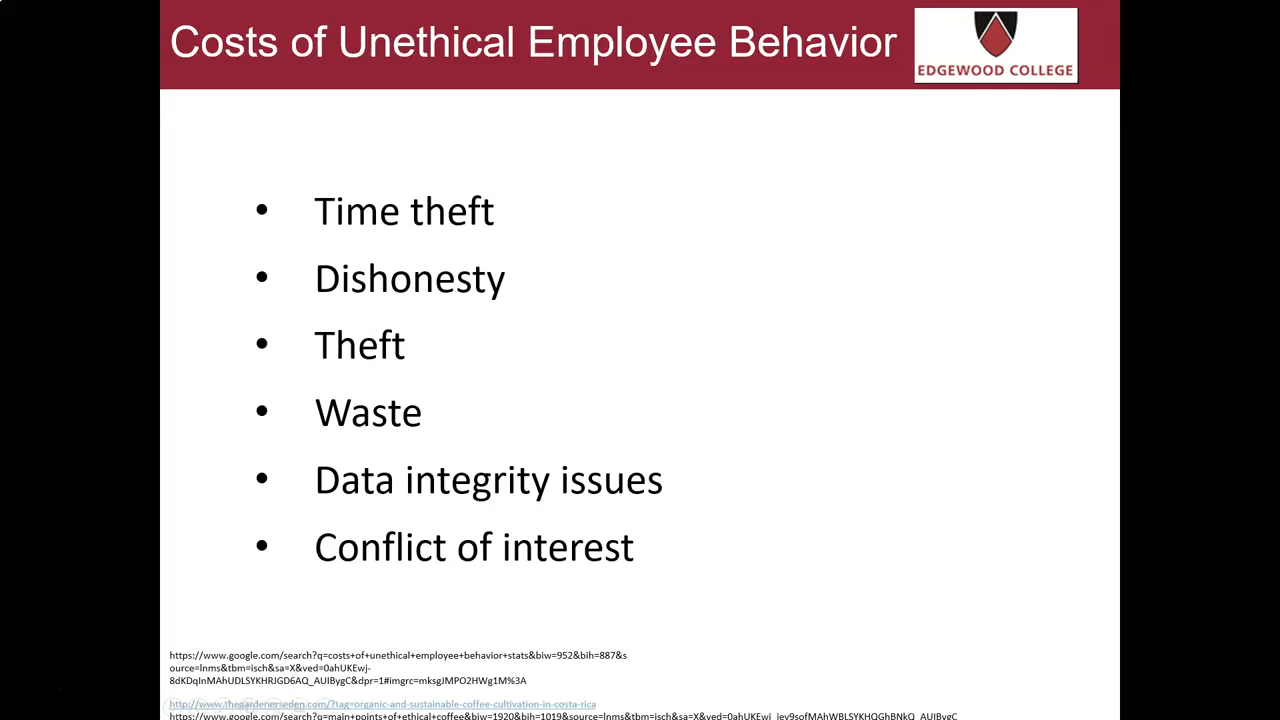 Costs of Unethical Employee Behavior
EDGEWOOD COLLEGE
• Time theft
• Dishonesty
• Theft
• Waste
• Data integrity issues
• Conflict of interest
https://www.google.com/search?q=costs+of+unethical+employee+behavior+stats&biw=952&bih=887&s
ource=lnms&tbm=isch&sa=X&ved=0ahUKEwj-
8dKDqInMAhUDLSYKHRJGD6AQ_AUIBygC&dpr=1#imgrc=mksgJMPO2HWg1M%3A
http://www.thegardenerseden.com/?tag=organic-and-sustainable-coffee-cultivation-in-costa-rica